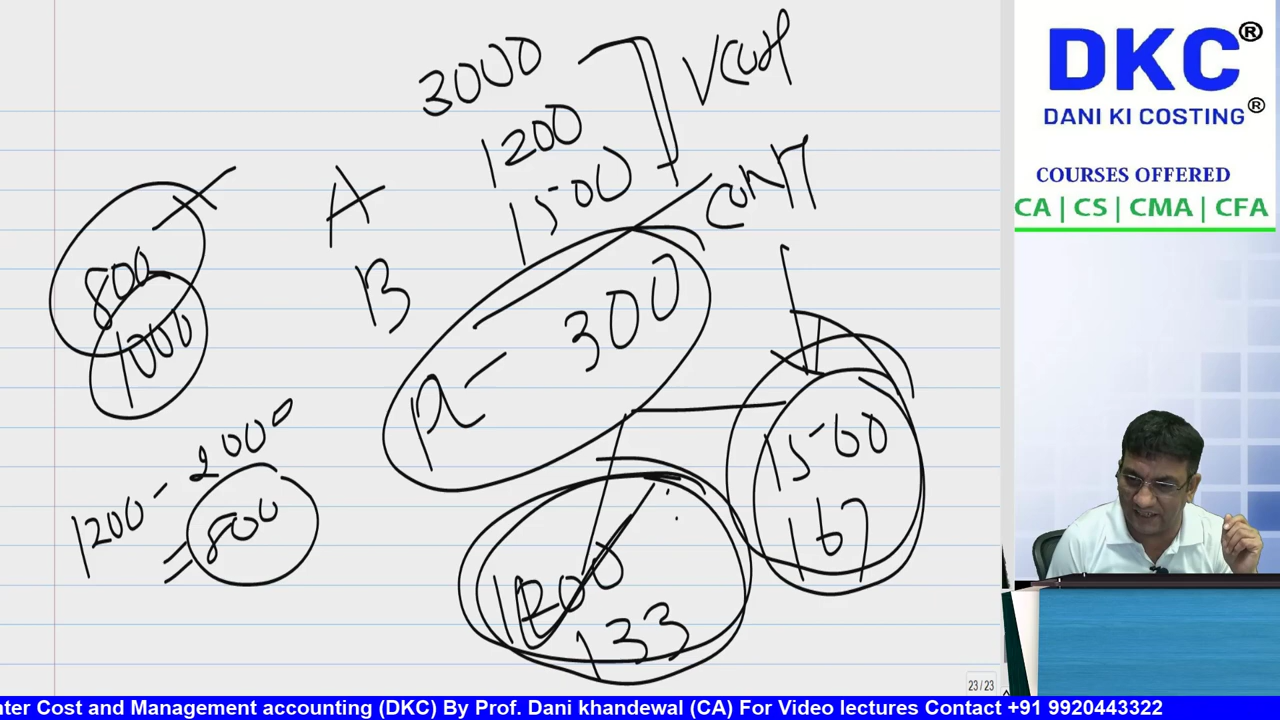 3000
1200
1500
V Cost
CONT
A
B
800
1000
300
1200 - 2000
= 800
1500
167
1200
133
DKC®
DANI KI COSTING®
COURSES OFFERED
CA | CS | CMA | CFA
23 / 23
nter Cost and Management accounting (DKC) By Prof. Dani khandewal (CA) For Video lectures Contact +91 9920443322